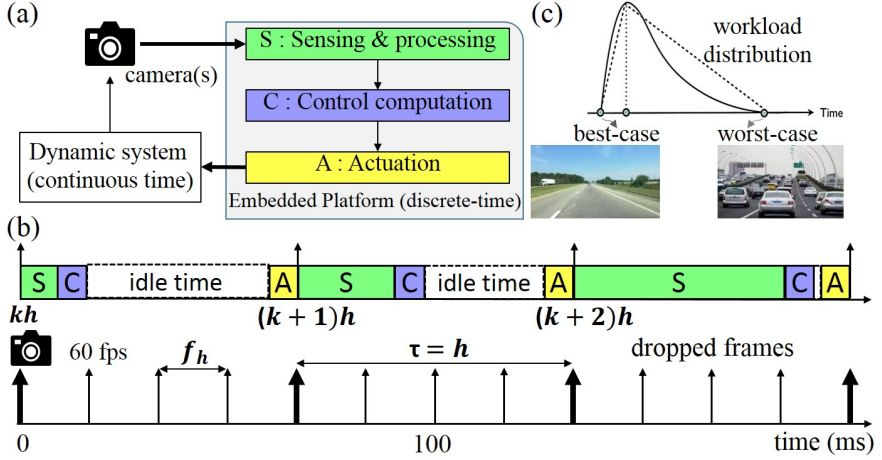 (a)
camera(s)
S : Sensing & processing
C : Control computation
A : Actuation
Dynamic system
(continuous time)
Embedded Platform (discrete-time)
(c)
workload
distribution
Time
best-case
worst-case
(b)
S
C
idle time
A
S
C
idle time
A
S
C
A
kh
(k + 1)h
(k + 2)h
60 fps
f_h
τ = h
dropped frames
0
100
time (ms)